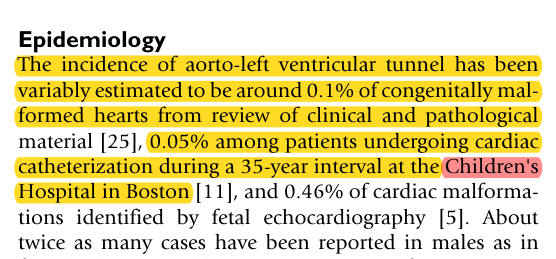 Epidemiology
The incidence of aorto-left ventricular tunnel has been
variably estimated to be around 0.1% of congenitally mal-
formed hearts from review of clinical and pathological
material [25], 0.05% among patients undergoing cardiac
catheterization during a 35-year interval at the Children's
Hospital in Boston [11], and 0.46% of cardiac malforma-
tions identified by fetal echocardiography [5]. About
twice as many cases have been reported in males as in